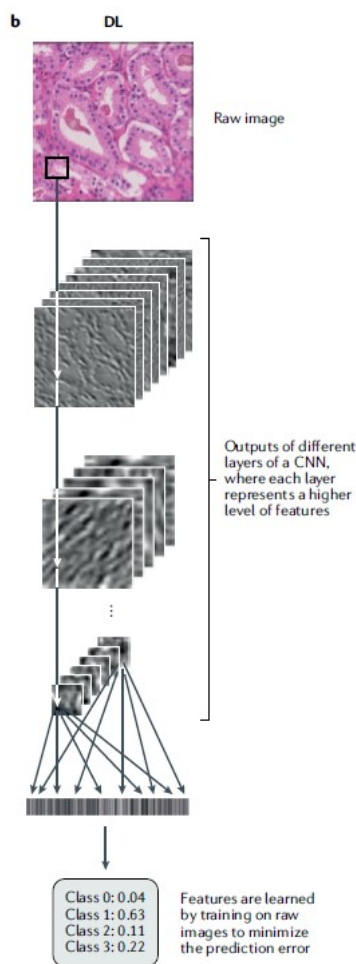 b DL
Raw image
Outputs of different
layers of a CNN,
where each layer
represents a higher
level of features
...
Class 0: 0.04
Class 1: 0.63
Class 2: 0.11
Class 3: 0.22
Features are learned
by training on raw
images to minimize
the prediction error